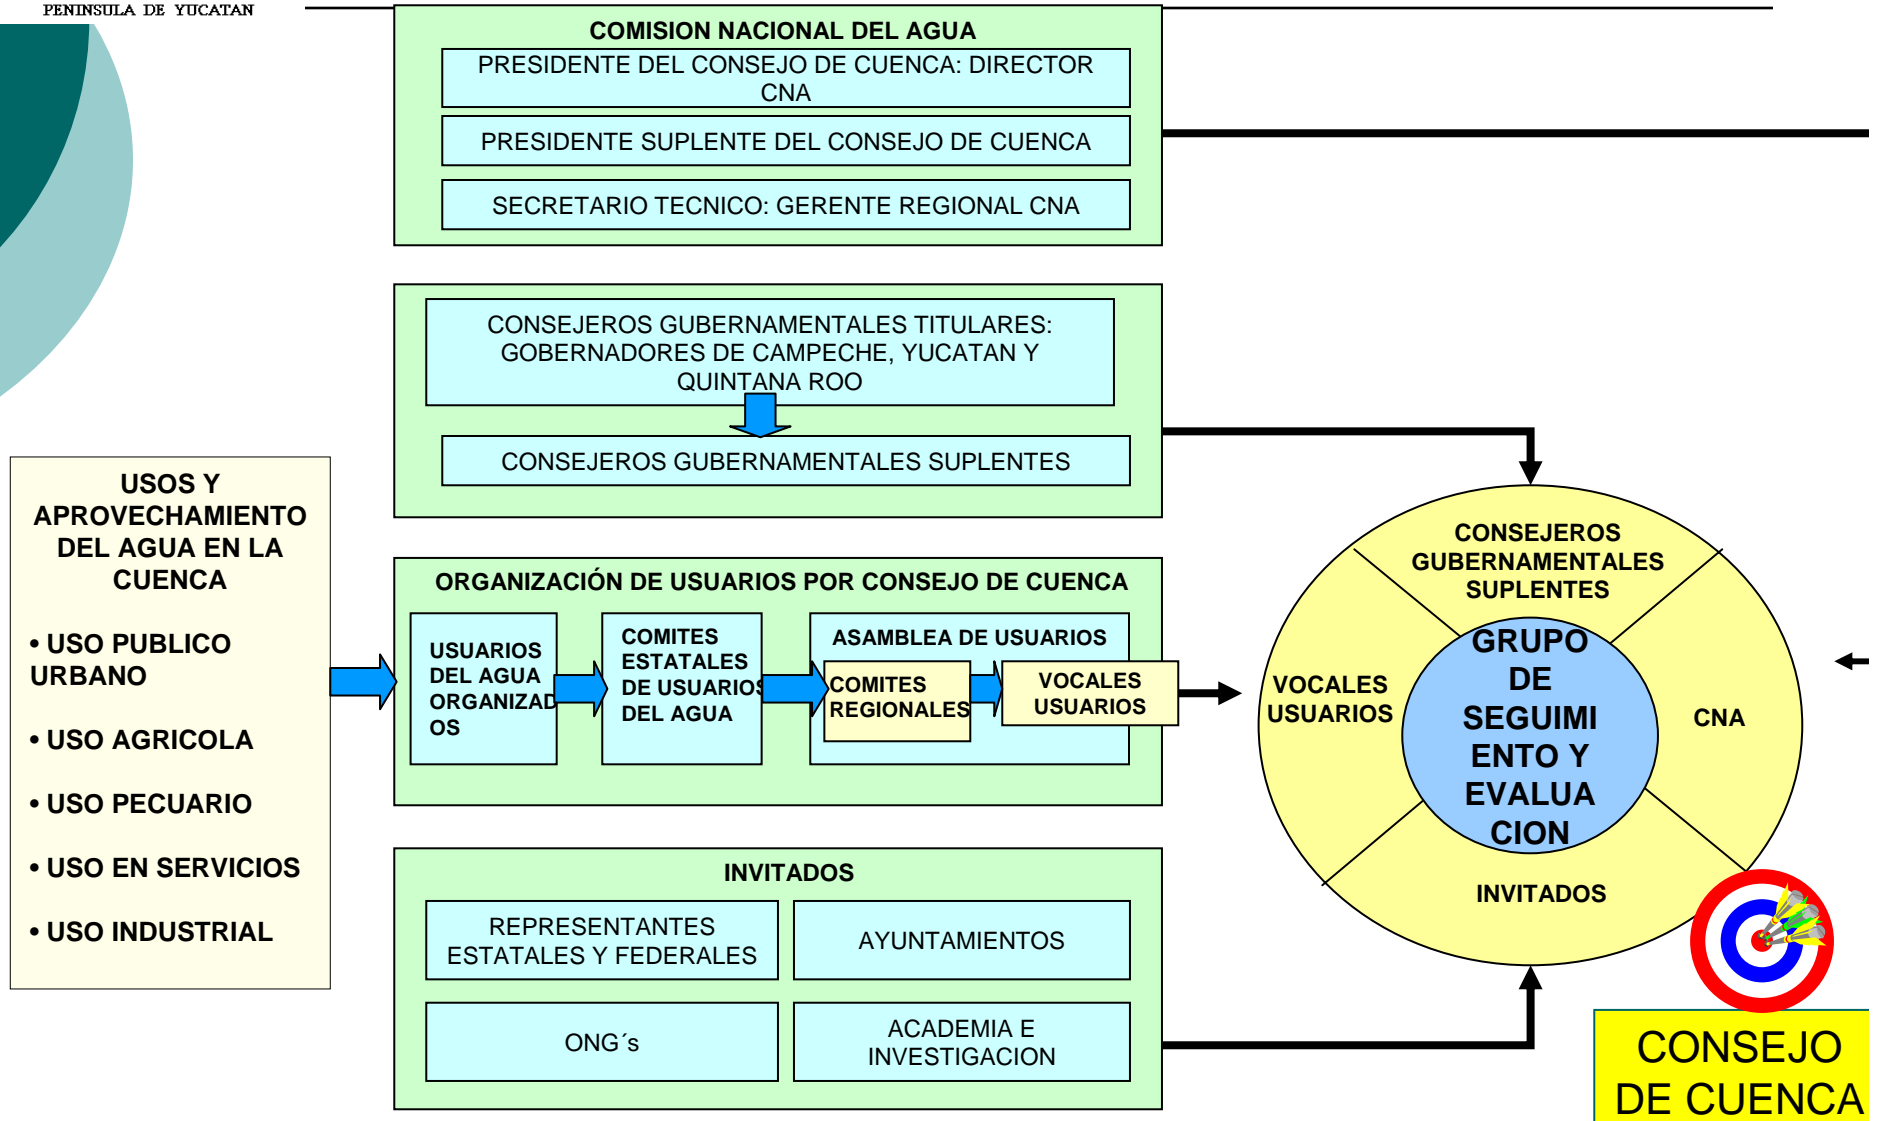 PENINSULA DE YUCATAN
COMISION NACIONAL DEL AGUA
PRESIDENTE DEL CONSEJO DE CUENCA: DIRECTOR
CNA
PRESIDENTE SUPLENTE DEL CONSEJO DE CUENCA
SECRETARIO TECNICO: GERENTE REGIONAL CNA
CONSEJEROS GUBERNAMENTALES TITULARES:
GOBERNADORES DE CAMPECHE, YUCATAN Y
QUINTANA ROO
CONSEJEROS GUBERNAMENTALES SUPLENTES
USOS Y
APROVECHAMIENTO
DEL AGUA EN LA
CUENCA
• USO PUBLICO
URBANO
• USO AGRICOLA
• USO PECUARIO
• USO EN SERVICIOS
• USO INDUSTRIAL
ORGANIZACIÓN DE USUARIOS POR CONSEJO DE CUENCA
USUARIOS
DEL AGUA
ORGANIZAD
OS
COMITES
ESTATALES
DE USUARIOS
DEL AGUA
ASAMBLEA DE USUARIOS
COMITES
REGIONALES
VOCALES
USUARIOS
INVITADOS
REPRESENTANTES
ESTATALES Y FEDERALES
AYUNTAMIENTOS
ONG´s
ACADEMIA E
INVESTIGACION
CONSEJEROS
GUBERNAMENTALES
SUPLENTES
VOCALES
USUARIOS
GRUPO
DE
SEGUIMI
ENTO Y
EVALUA
CION
CNA
INVITADOS
CONSEJO
DE CUENCA